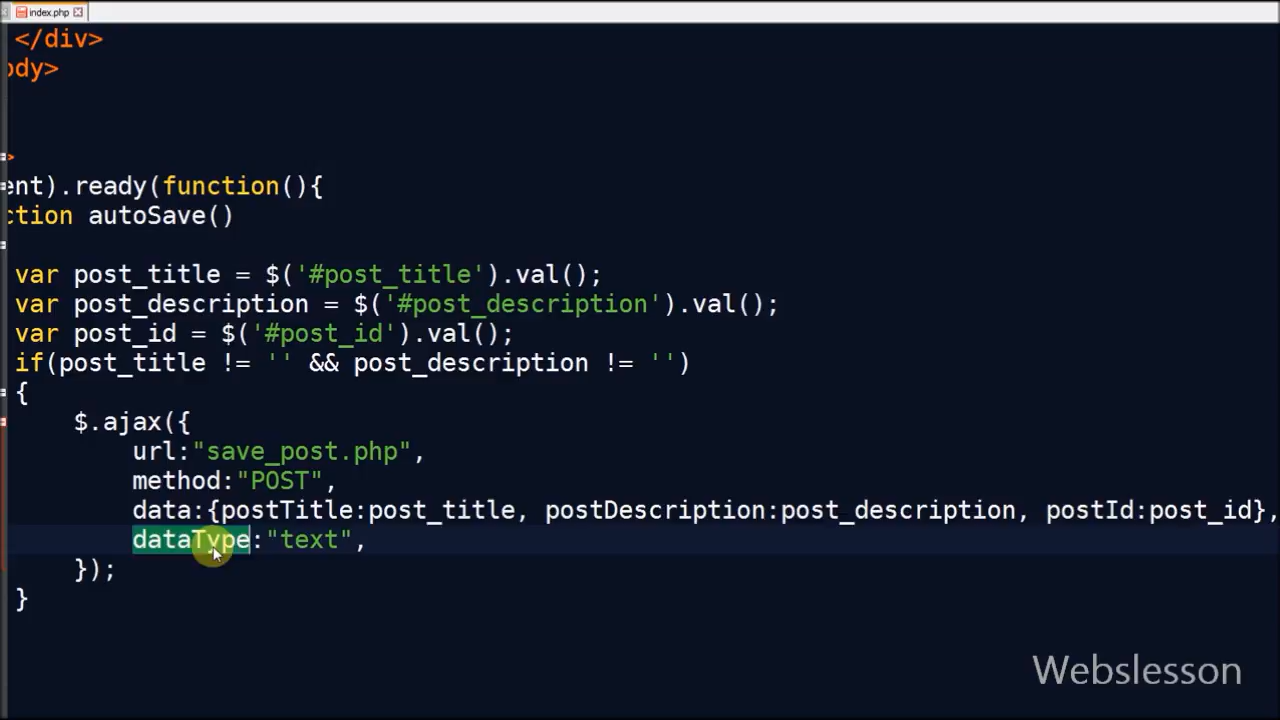 index.php
</div>
ody>
>
ent).ready(function(){
ction autoSave()
var post_title = $('#post_title').val();
var post_description = $('#post_description').val();
var post_id = $('#post_id').val();
if(post_title != '' && post_description != '')
{
$.ajax({
url:"save_post.php",
method:"POST",
data:{postTitle:post_title, postDescription:post_description, postId:post_id},
dataType:"text",
});
}
Webslesson